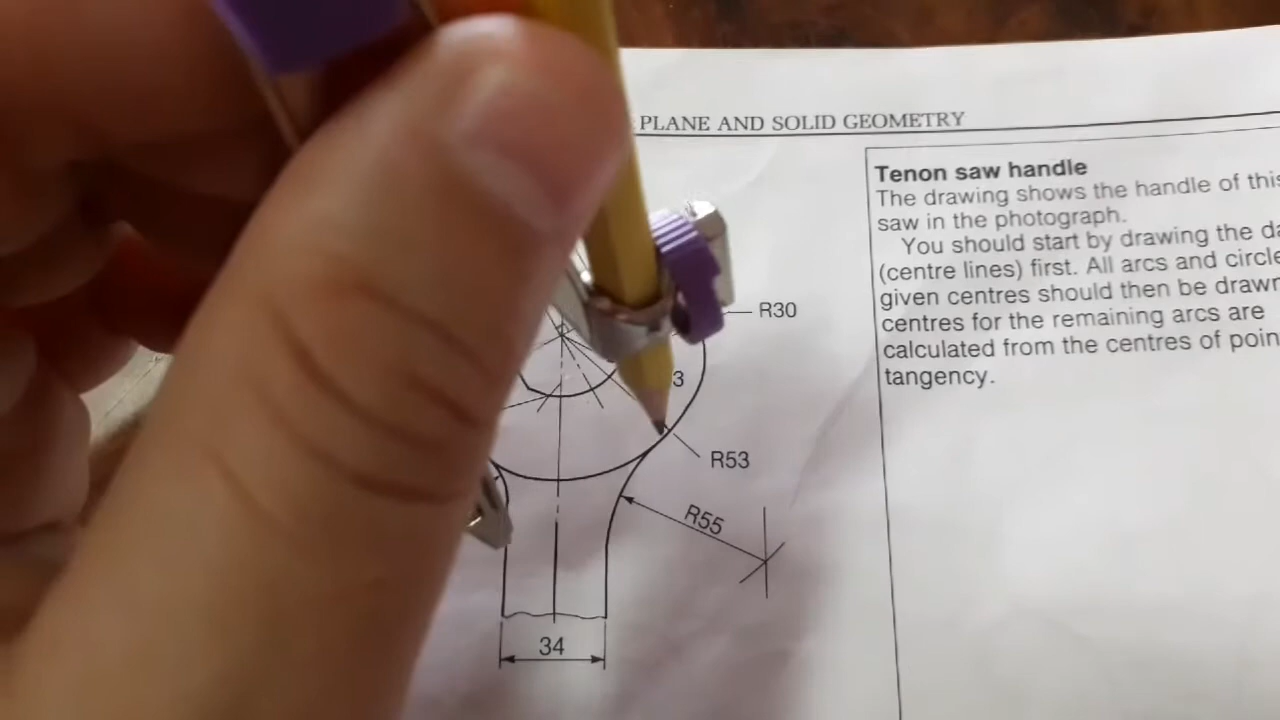 PLANE AND SOLID GEOMETRY
Tenon saw handle
The drawing shows the handle of this
saw in the photograph.
You should start by drawing the
(centre lines) first. All arcs and
given centres should then be
centres for the remaining arcs are
calculated from the centres of
tangency.
R30
3
R53
R55
34